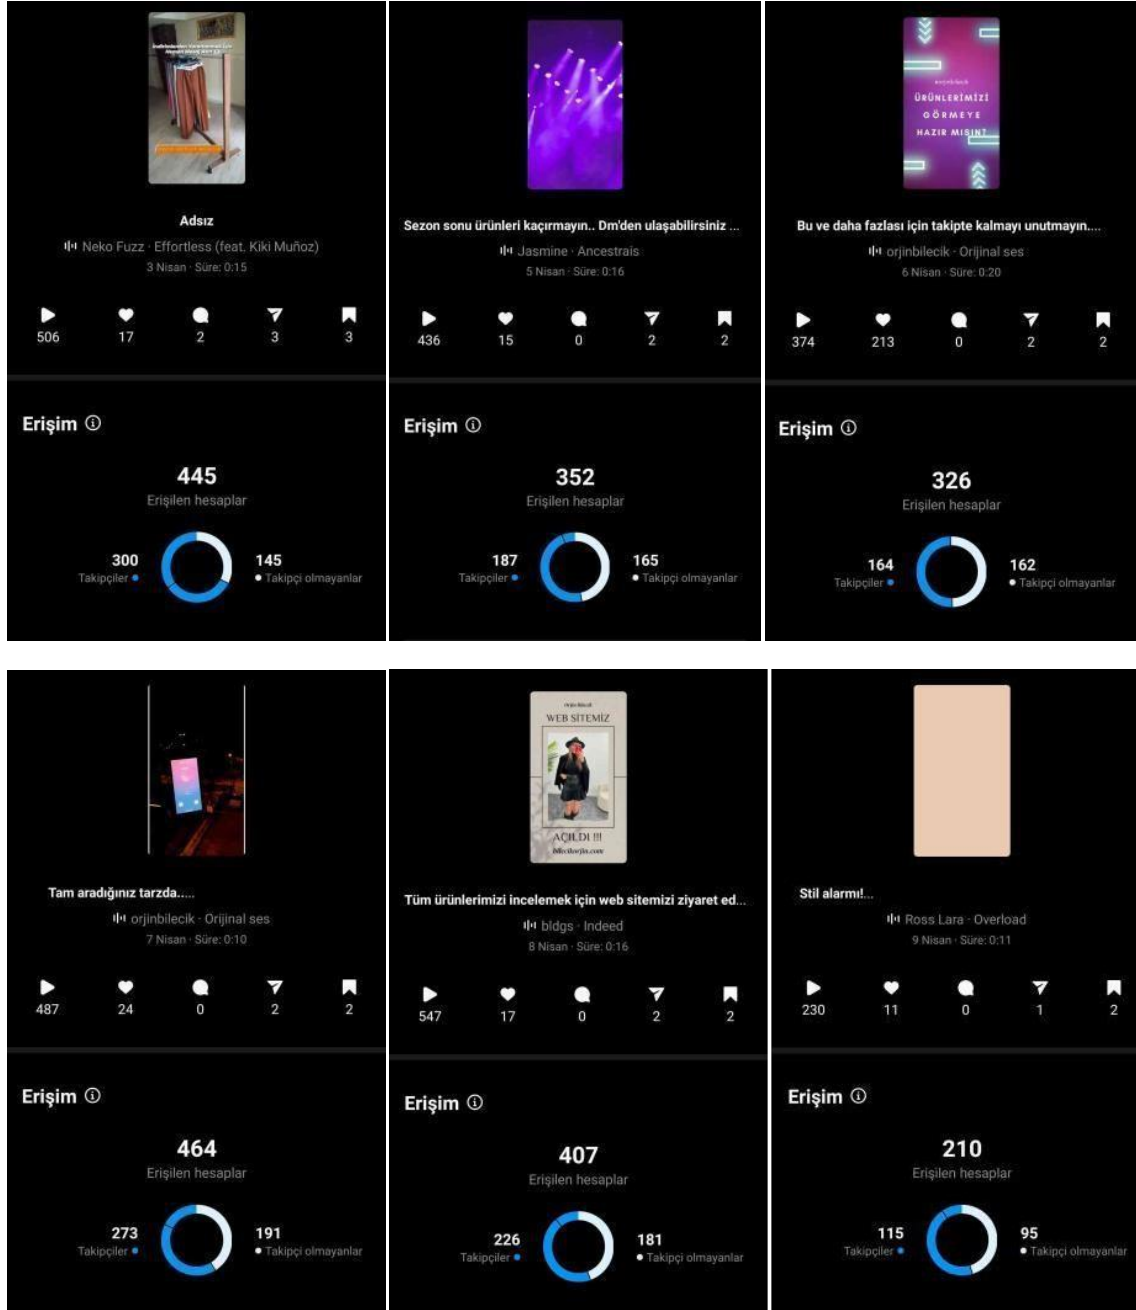 İndirimlerden Yararlanmak İçin
Adsız
Neko Fuzz · Effortless (feat. Kiki Muñoz)
3 Nisan · Süre: 0:15
506 17 2 3 3
Erişim
445
Erişilen hesaplar
300 145
Takipçiler Takipçi olmayanlar
Sezon sonu ürünleri kaçırmayın.. Dm'den ulaşabilirsiniz ...
Jasmine · Ancestrais
5 Nisan · Süre: 0:16
436 15 0 2 2
Erişim
352
Erişilen hesaplar
187 165
Takipçiler Takipçi olmayanlar
orjinbilecik
ÜRÜNLERİMİZİ
GÖRMEYE
HAZIR MISIN?
Bu ve daha fazlası için takipte kalmayı unutmayın....
orjinbilecik · Orijinal ses
6 Nisan · Süre: 0:20
374 213 0 2 2
Erişim
326
Erişilen hesaplar
164 162
Takipçiler Takipçi olmayanlar
Tam aradığınız tarzda.....
orjinbilecik · Orijinal ses
7 Nisan · Süre: 0:10
487 24 0 2 2
Erişim
464
Erişilen hesaplar
273 191
Takipçiler Takipçi olmayanlar
WEB SİTEMİZ
AÇILDI !!!
bilecikorjin.com
Tüm ürünlerimizi incelemek için web sitemizi ziyaret ed...
bldgs · Indeed
8 Nisan · Süre: 0:16
547 17 0 2 2
Erişim
407
Erişilen hesaplar
226 181
Takipçiler Takipçi olmayanlar
Stil alarmı!...
Ross Lara · Overload
9 Nisan · Süre: 0:11
230 11 0 1 2
Erişim
210
Erişilen hesaplar
115 95
Takipçiler Takipçi olmayanlar